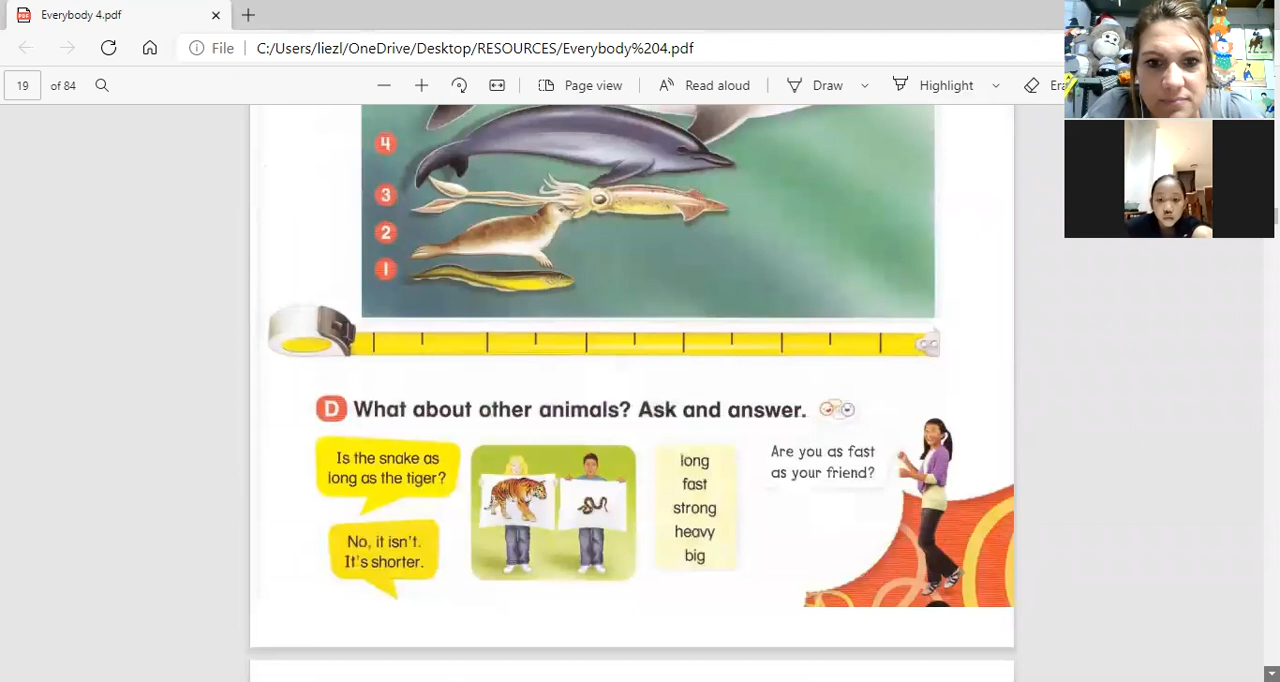 Everybody 4.pdf
File C:/Users/liezl/OneDrive/Desktop/RESOURCES/Everybody%204.pdf
19 of 84 Page view Read aloud Draw Highlight
4
3
2
1
D What about other animals? Ask and answer.
Is the snake as
long as the tiger?
No, it isn't.
It's shorter.
long
fast
strong
heavy
big
Are you as fast
as your friend?